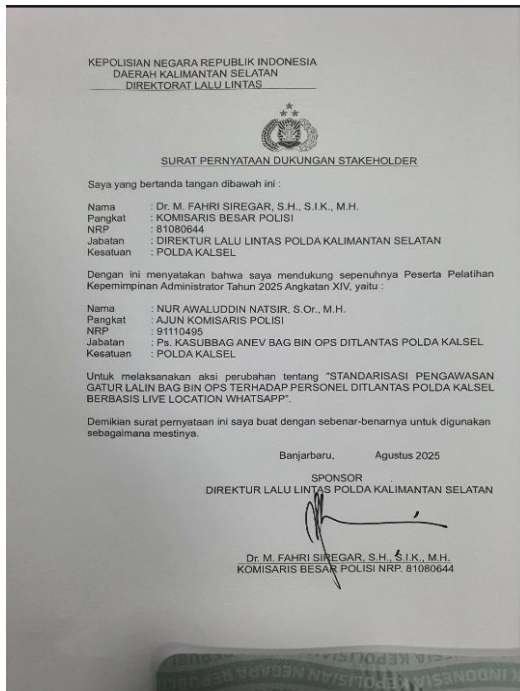 KEPOLISIAN NEGARA REPUBLIK INDONESIA
DAERAH KALIMANTAN SELATAN
DIREKTORAT LALU LINTAS
SURAT PERNYATAAN DUKUNGAN STAKEHOLDER
Saya yang bertanda tangan dibawah ini :
Nama : Dr. M. FAHRI SIREGAR, S.H., S.I.K., M.H.
Pangkat : KOMISARIS BESAR POLISI
NRP : 81080644
Jabatan : DIREKTUR LALU LINTAS POLDA KALIMANTAN SELATAN
Kesatuan : POLDA KALSEL
Dengan ini menyatakan bahwa saya mendukung sepenuhnya Peserta Pelatihan
Kepemimpinan Administrator Tahun 2025 Angkatan XIV, yaitu :
Nama : NUR AWALUDDIN NATSIR, S.Or., M.H.
Pangkat : AJUN KOMISARIS POLISI
NRP : 91110495
Jabatan : Ps. KASUBBAG ANEV BAG BIN OPS DITLANTAS POLDA KALSEL
Kesatuan : POLDA KALSEL
Untuk melaksanakan aksi perubahan tentang "STANDARISASI PENGAWASAN
GATUR LALIN BAG BIN OPS TERHADAP PERSONEL DITLANTAS POLDA KALSEL
BERBASIS LIVE LOCATION WHATSAPP".
Demikian surat pernyataan ini saya buat dengan sebenar-benarnya untuk digunakan
sebagaimana mestinya.
Banjarbaru, Agustus 2025
SPONSOR
DIREKTUR LALU LINTAS POLDA KALIMANTAN SELATAN
Dr. M. FAHRI SIREGAR, S.H., S.I.K., M.H.
KOMISARIS BESAR POLISI NRP. 81080644